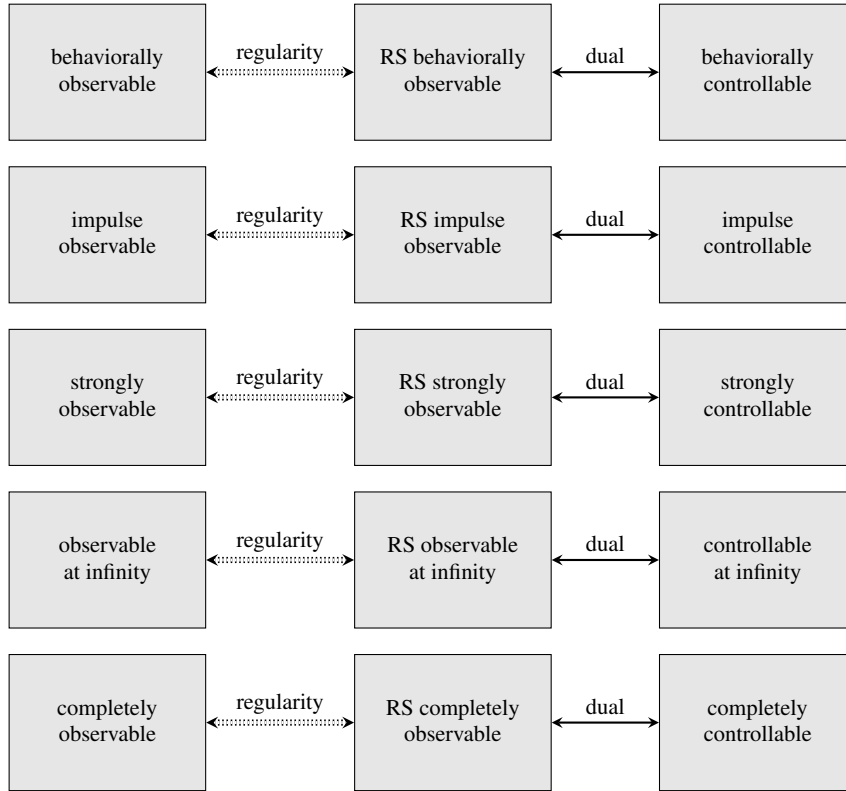 behaviorally
observable
regularity
RS behaviorally
observable
dual
behaviorally
controllable
impulse
observable
regularity
RS impulse
observable
dual
impulse
controllable
strongly
observable
regularity
RS strongly
observable
dual
strongly
controllable
observable
at infinity
regularity
RS observable
at infinity
dual
controllable
at infinity
completely
observable
regularity
RS completely
observable
dual
completely
controllable